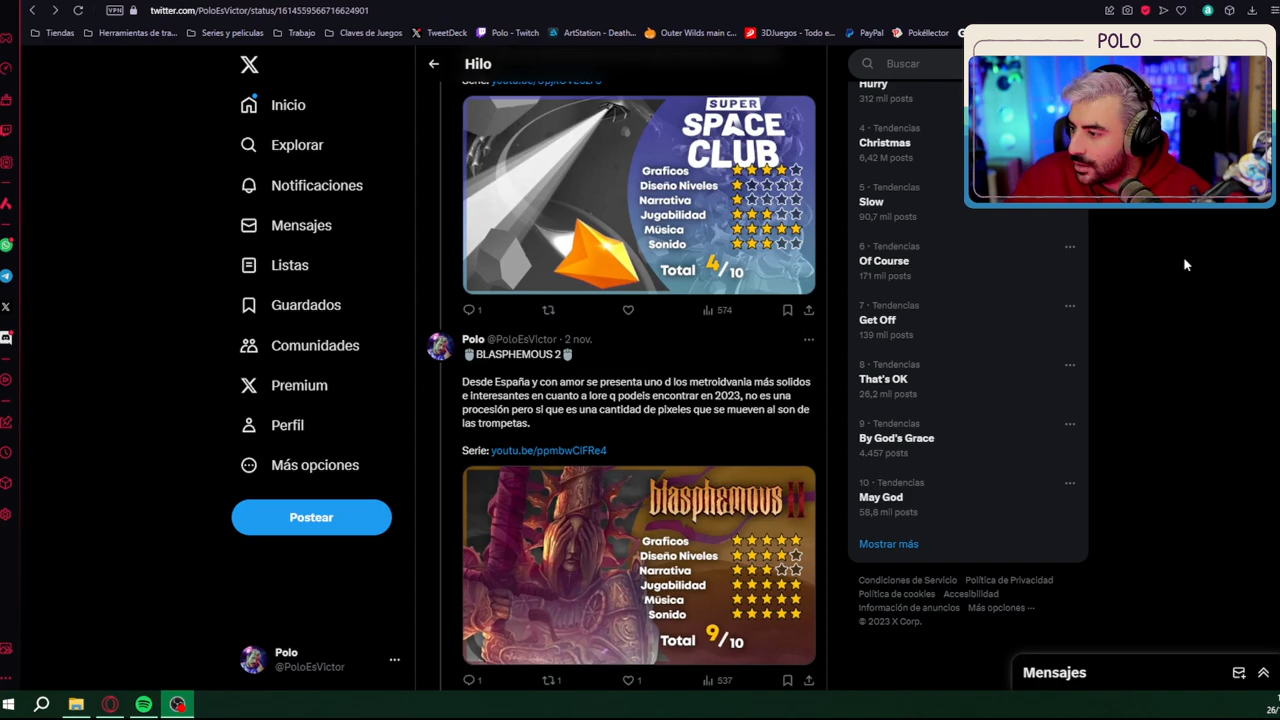 VPN
twitter.com/PoloEsVictor/status/1614559566716624901
Tiendas
Herramientas de tra...
Series y peliculas
Trabajo
Claves de Juegos
TweetDeck
Polo - Twitch
ArtStation - Death...
Outer Wilds main c...
3DJuegos - Todo e...
PayPal
Pokéllector
POLO
Inicio
Explorar
Notificaciones
Mensajes
Listas
Guardados
Comunidades
Premium
Perfil
Más opciones
Postear
Polo
@PoloEsVictor
Hilo
SUPER
SPACE
CLUB
Graficos
Diseño Niveles
Narrativa
Jugabilidad
Música
Sonido
Total 4/10
1
574
Polo @PoloEsVictor · 2 nov.
BLASPHEMOUS 2
Desde España y con amor se presenta uno d los metroidvania más solidos
e interesantes en cuanto a lore q podeis encontrar en 2023, no es una
procesión pero si que es una cantidad de pixeles que se mueven al son de
las trompetas.
Serie: youtu.be/ppmbwClFRe4
blasphemous II
Graficos
Diseño Niveles
Narrativa
Jugabilidad
Música
Sonido
Total 9/10
1
1
1
537
Buscar
Hurry
312 mil posts
4 · Tendencias
Christmas
6,42 M posts
5 · Tendencias
Slow
90,7 mil posts
6 · Tendencias
Of Course
171 mil posts
7 · Tendencias
Get Off
139 mil posts
8 · Tendencias
That's OK
26,2 mil posts
9 · Tendencias
By God's Grace
4.457 posts
10 · Tendencias
May God
58,8 mil posts
Mostrar más
Condiciones de Servicio Política de Privacidad
Política de cookies Accesibilidad
Información de anuncios Más opciones ···
© 2023 X Corp.
Mensajes